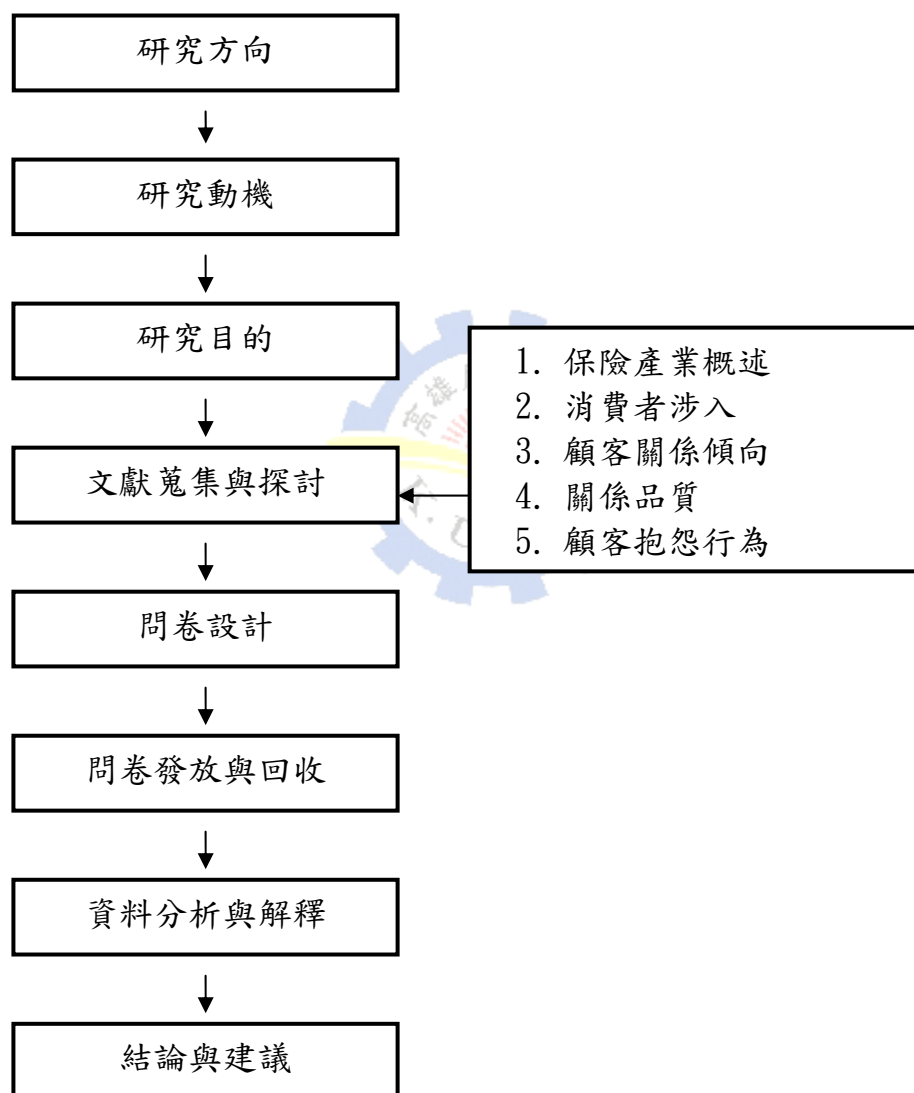 研究方向
研究動機
研究目的
文獻蒐集與探討
1. 保險產業概述
2. 消費者涉入
3. 顧客關係傾向
4. 關係品質
5. 顧客抱怨行為
問卷設計
問卷發放與回收
資料分析與解釋
結論與建議
高雄